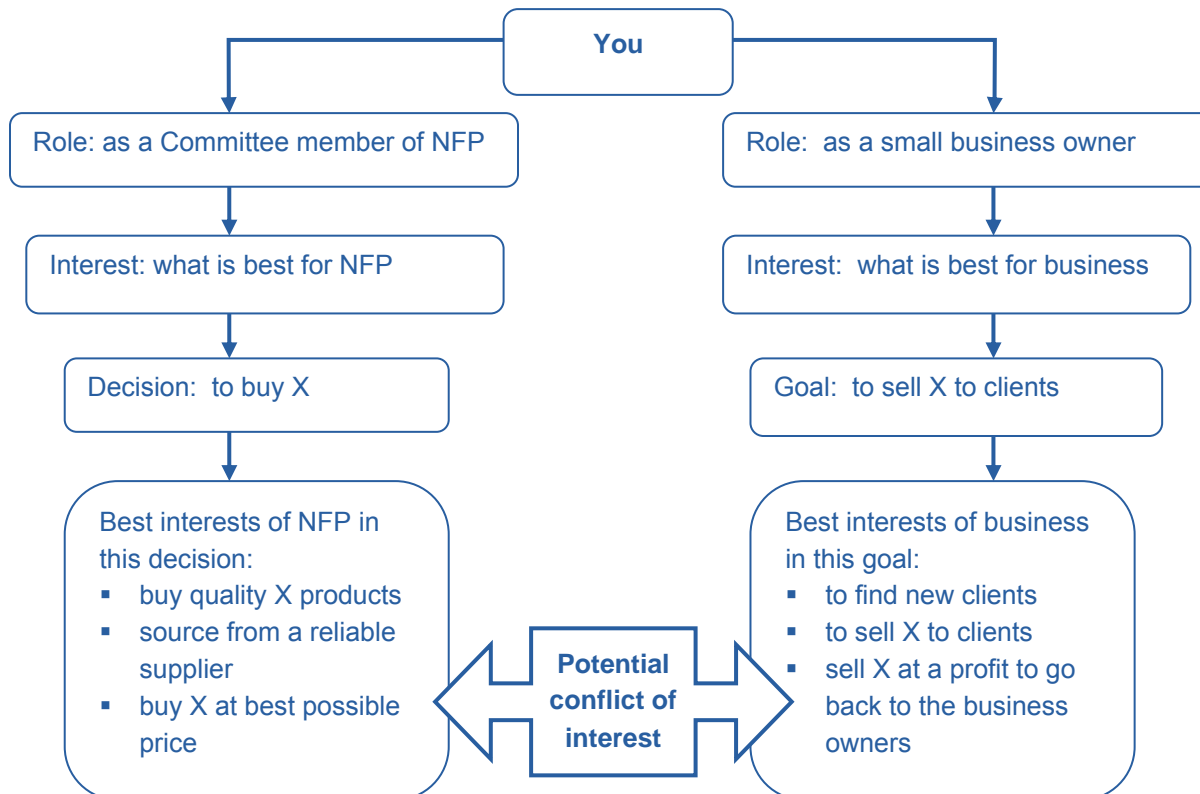 You
Role: as a Committee member of NFP
Role: as a small business owner
Interest: what is best for NFP
Interest: what is best for business
Decision: to buy X
Goal: to sell X to clients
Best interests of NFP in
this decision:
▪ buy quality X products
▪ source from a reliable
supplier
▪ buy X at best possible
price
Potential
conflict of
interest
Best interests of business
in this goal:
▪ to find new clients
▪ to sell X to clients
▪ sell X at a profit to go
back to the business
owners